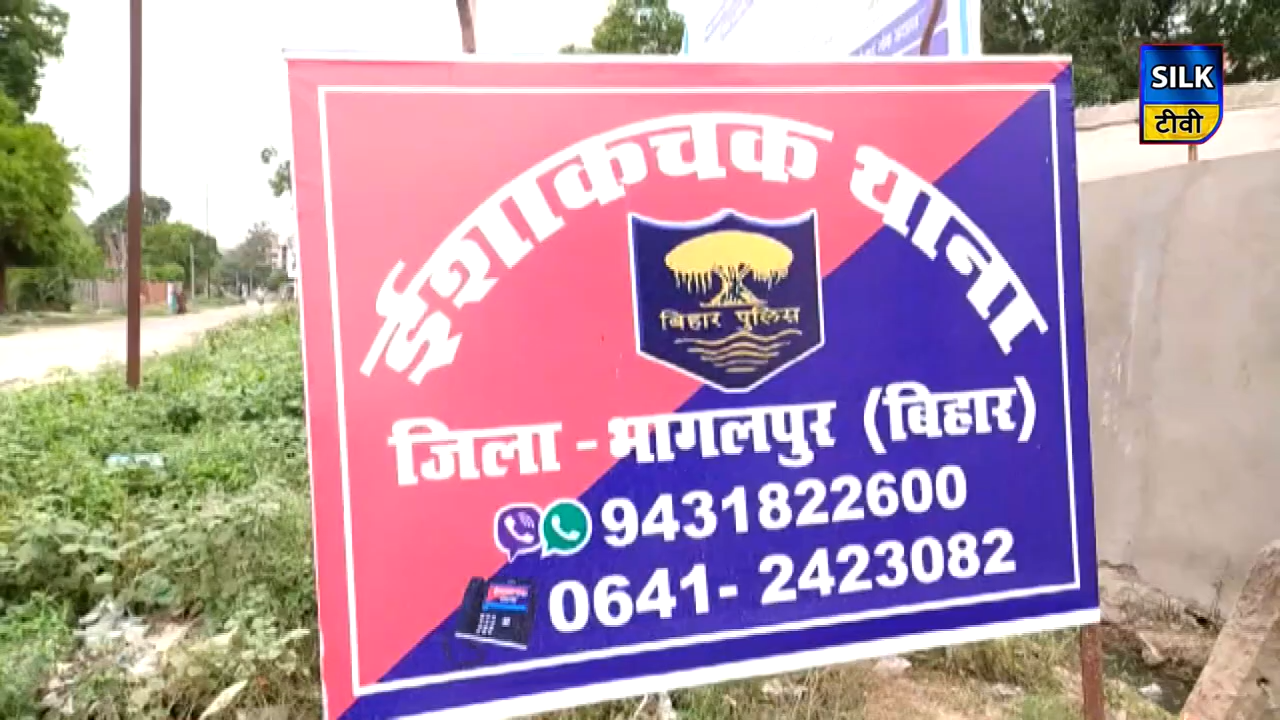 SILK
टीवी
ईशाकचक थाना
बिहार पुलिस
जिला - भागलपुर (बिहार)
9431822600
0641- 2423082